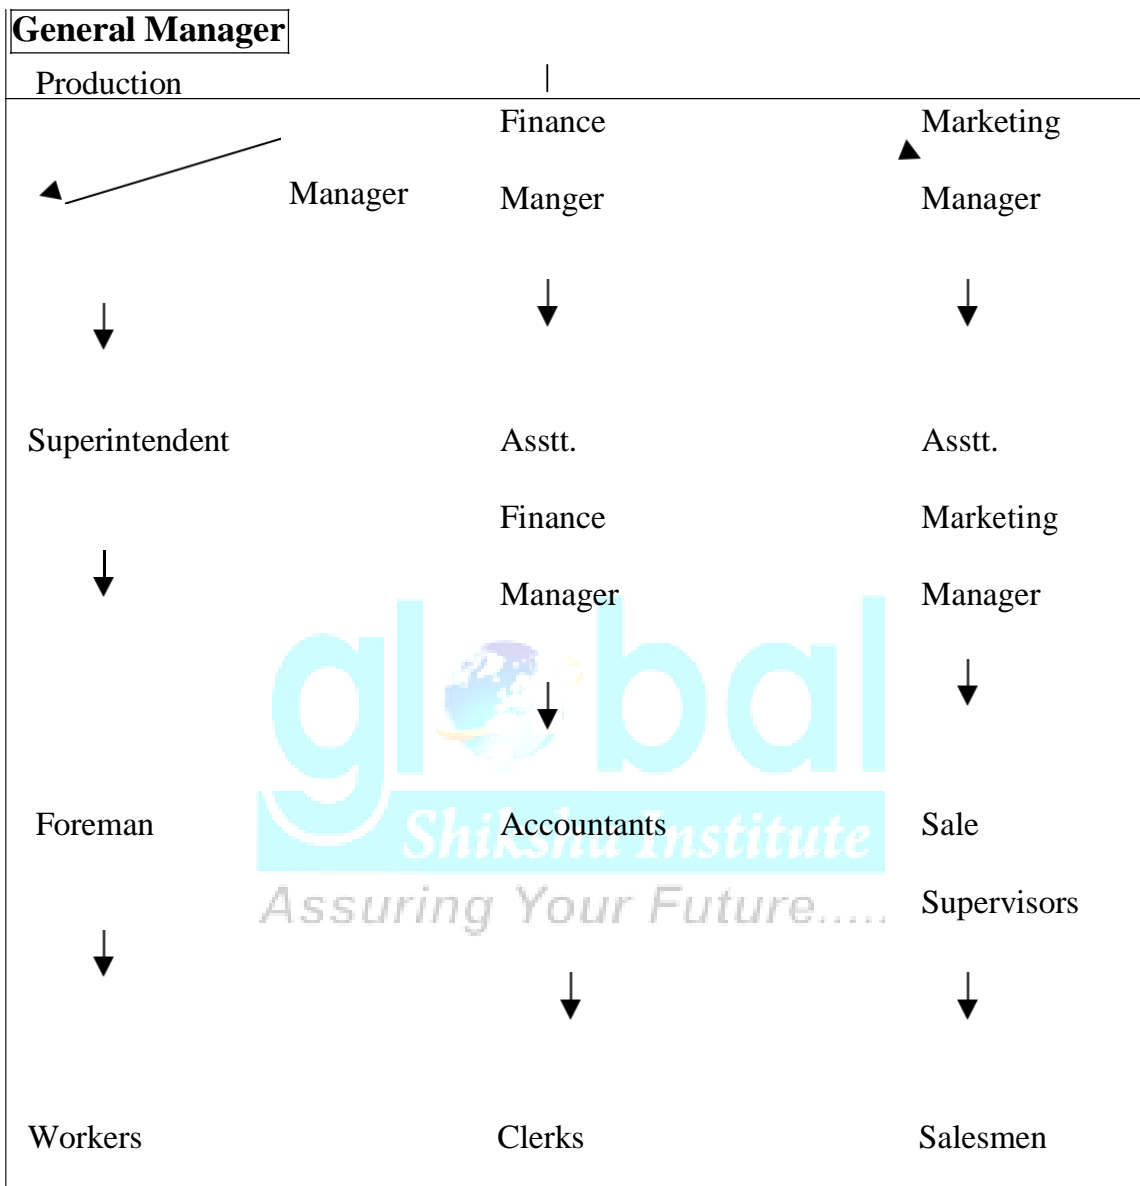 General Manager
Production
|
Finance
Marketing
Manager
Manger
Manager
Superintendent
Asstt.
Asstt.
Finance
Marketing
Manager
Manager
global
Foreman
Accountants
Sale
Shiksha Institute
Supervisors
Assuring Your Future.....
Workers
Clerks
Salesmen